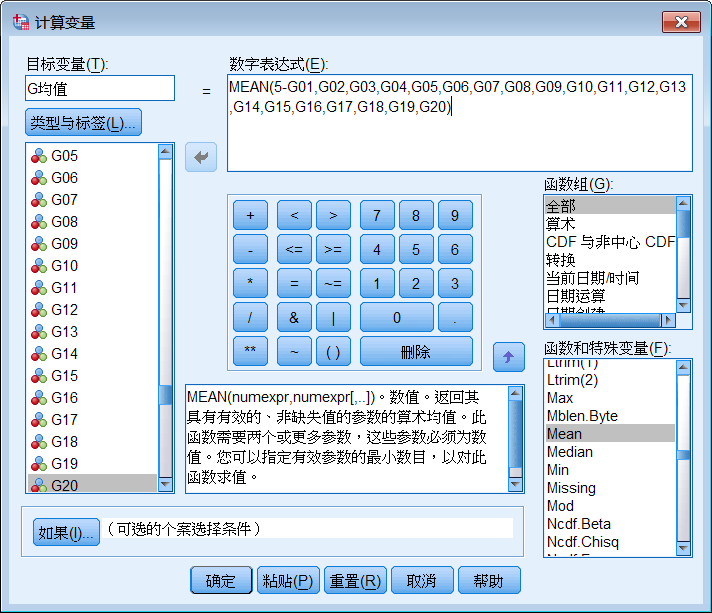 计算变量
目标变量(T):
G均值
=
数字表达式(E):
MEAN(5-G01,G02,G03,G04,G05,G06,G07,G08,G09,G10,G11,G12,G13
,G14,G15,G16,G17,G18,G19,G20)
类型与标签(L)...
G05
G06
G07
G08
G09
G10
G11
G12
G13
G14
G15
G16
G17
G18
G19
G20
+ < > 7 8 9
- <= >= 4 5 6
* = ~= 1 2 3
/ & | 0 .
** ~ ( ) 删除
函数组(G):
全部
算术
CDF 与非中心 CDF
转换
当前日期/时间
日期运算
日期创建
函数和特殊变量(F):
Ltrim(1)
Ltrim(2)
Max
Mblen.Byte
Mean
Median
Min
Missing
Mod
Ncdf.Beta
Ncdf.Chisq
MEAN(numexpr,numexpr[,..])。数值。返回其
具有有效的、非缺失值的参数的算术均值。此
函数需要两个或更多参数，这些参数必须为数
值。您可以指定有效参数的最小数目，以对此
函数求值。
如果(I)...
（可选的个案选择条件）
确定 粘贴(P) 重置(R) 取消 帮助